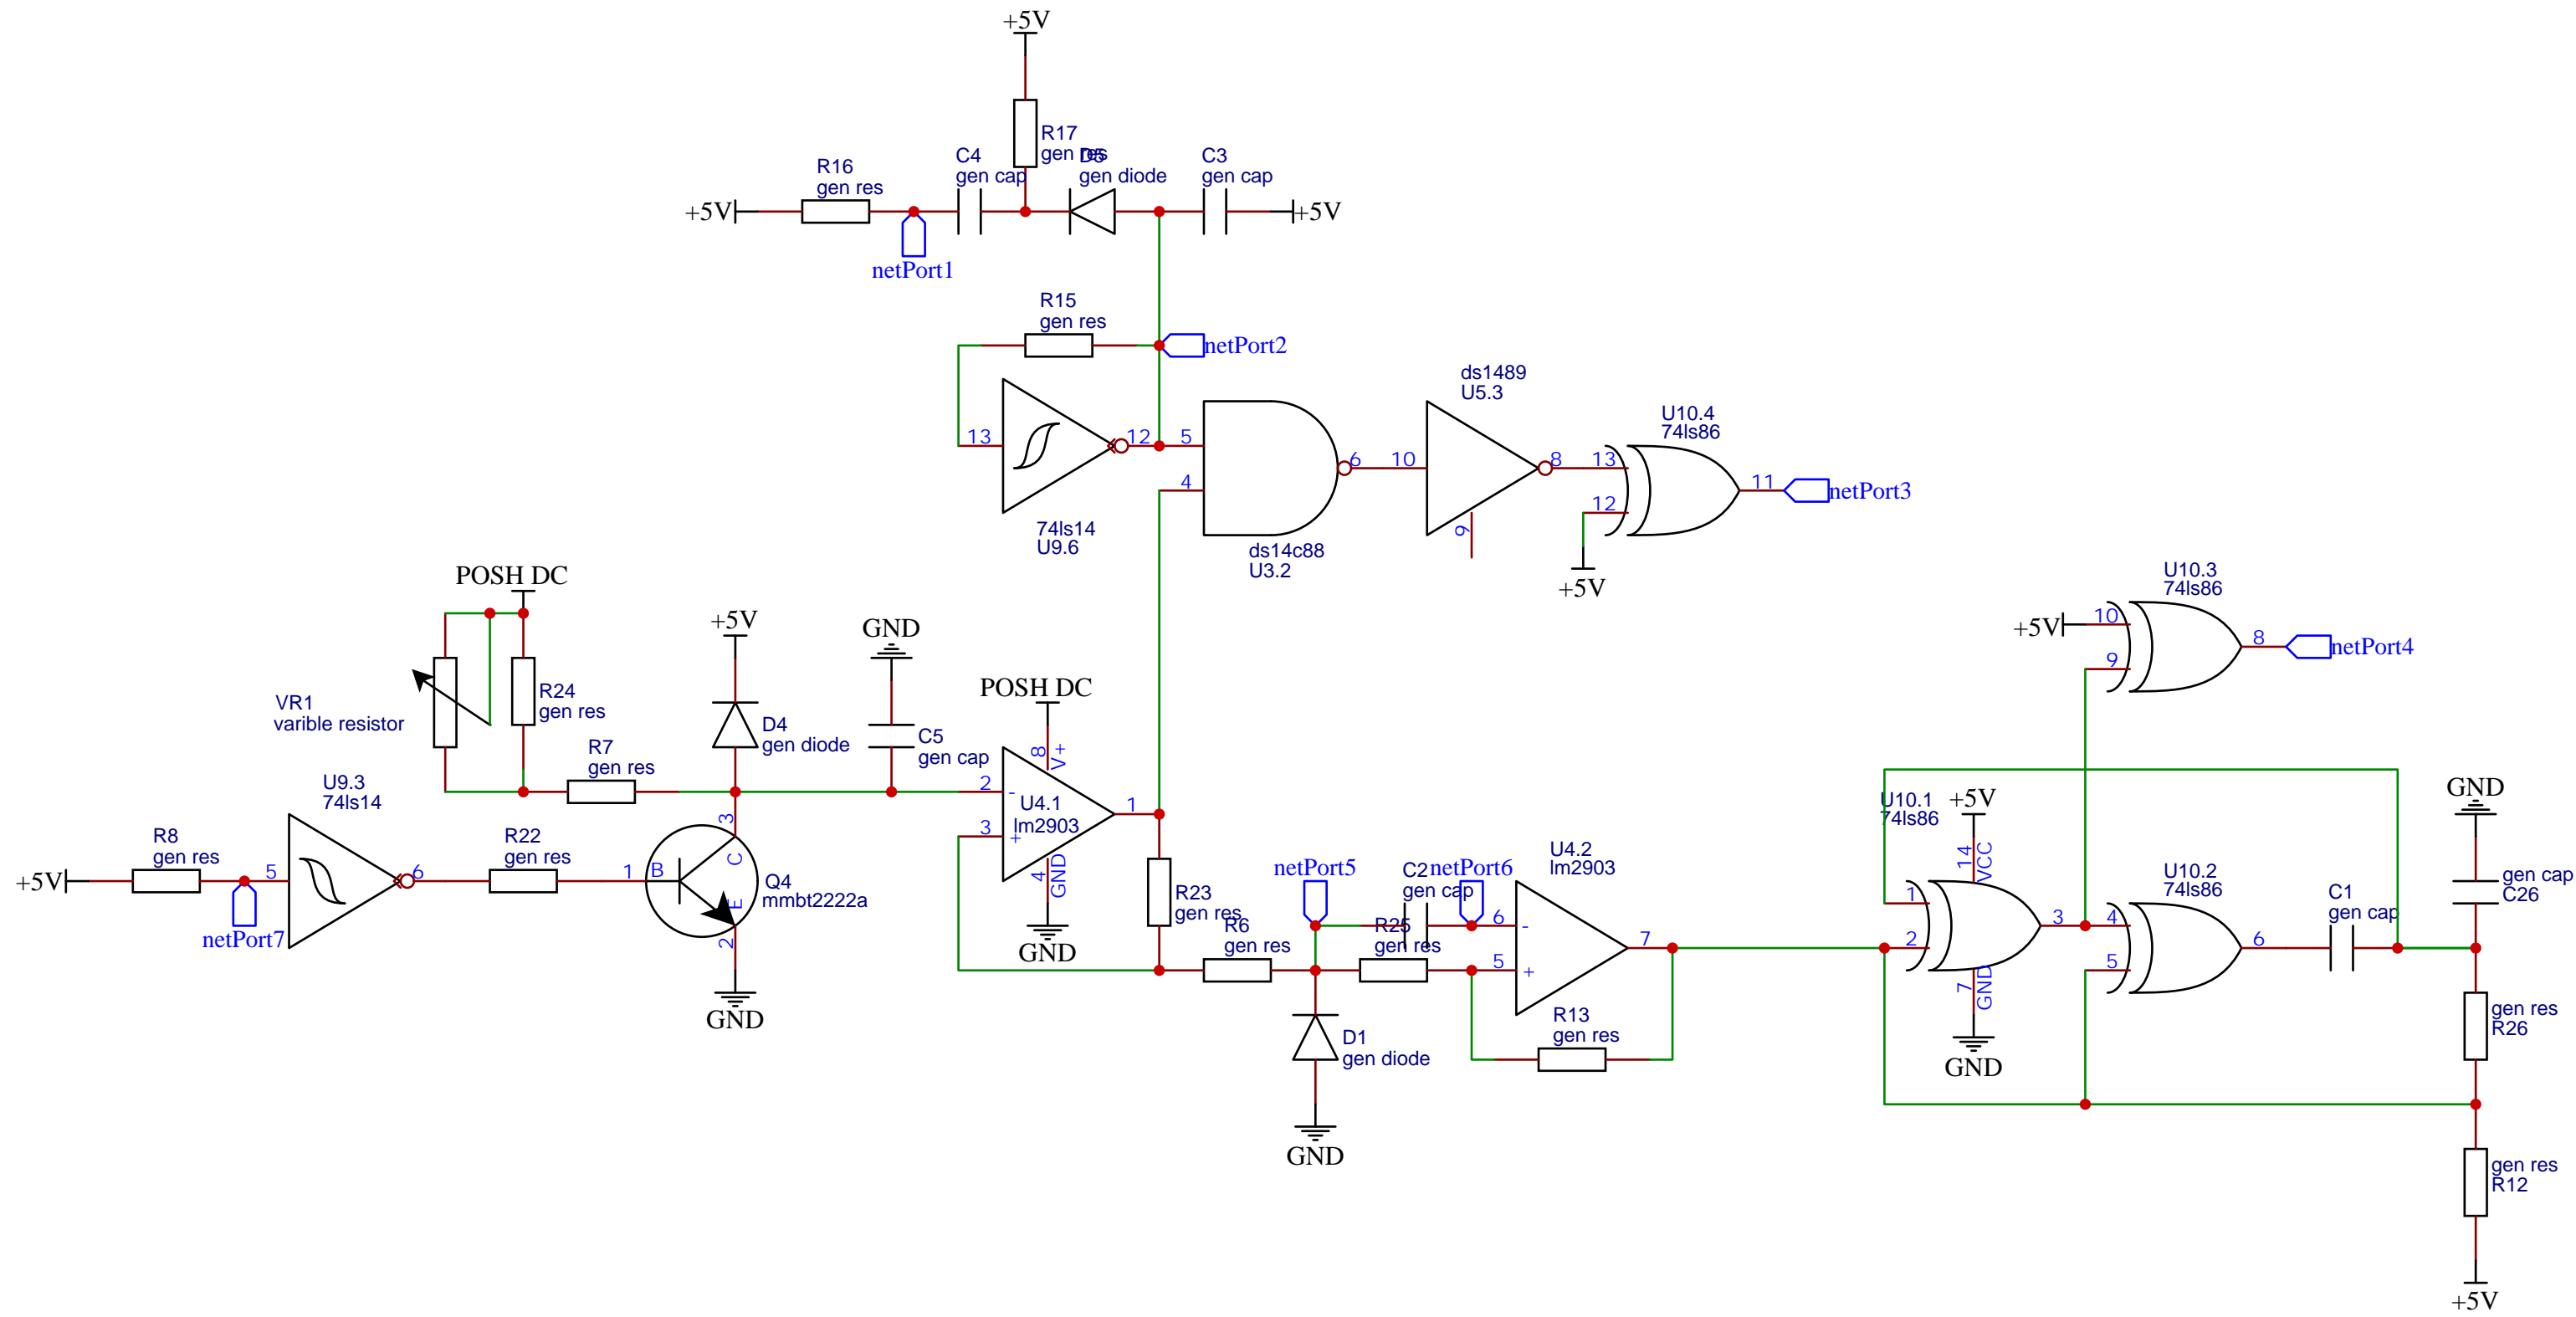 +5V
R17
gen res
D5
gen diode
C4
gen cap
C3
gen cap
R16
gen res
+5V
+5V
netPort1
R15
gen res
netPort2
13
12
5
4
6
10
74ls14
U9.6
ds14c88
U3.2
ds1489
U5.3
8
9
U10.4
74ls86
13
12
11
netPort3
+5V
POSH DC
VR1
varible resistor
R24
gen res
R7
gen res
+5V
D4
gen diode
GND
C5
gen cap
POSH DC
8
V+
2
-
U4.1
lm2903
3
+
1
4
GND
GND
U9.3
74ls14
R8
gen res
+5V
5
6
netPort7
R22
gen res
1
B
3
C
E
2
Q4
mmbt2222a
GND
R23
gen res
R6
gen res
netPort5
C2
gen cap
netPort6
R25
gen res
D1
gen diode
GND
U4.2
lm2903
6
-
5
+
7
R13
gen res
U10.3
74ls86
+5V
10
9
8
netPort4
U10.1
74ls86
+5V
14
VCC
1
2
3
7
GND
GND
U10.2
74ls86
4
5
6
C1
gen cap
GND
gen cap
C26
gen res
R26
gen res
R12
+5V